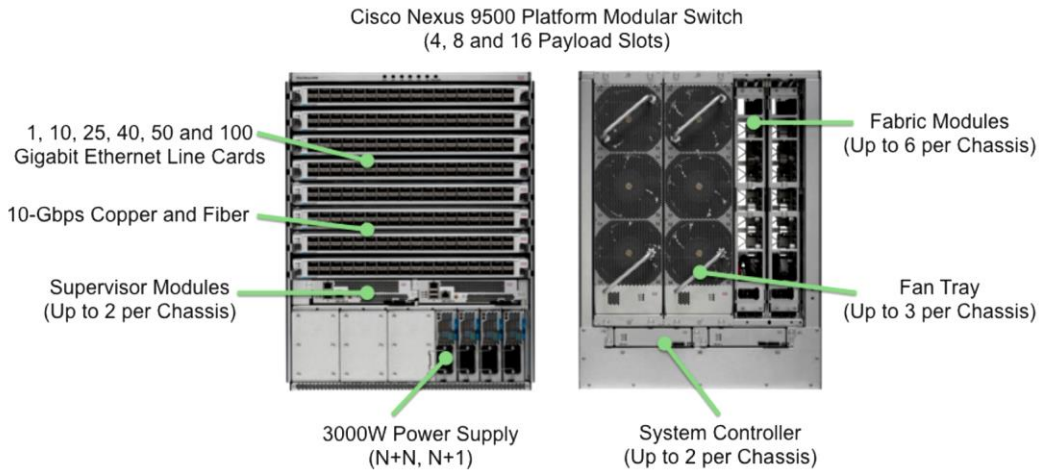 Cisco Nexus 9500 Platform Modular Switch
(4, 8 and 16 Payload Slots)
1, 10, 25, 40, 50 and 100
Gigabit Ethernet Line Cards
10-Gbps Copper and Fiber
Supervisor Modules
(Up to 2 per Chassis)
3000W Power Supply
(N+N, N+1)
Fabric Modules
(Up to 6 per Chassis)
Fan Tray
(Up to 3 per Chassis)
System Controller
(Up to 2 per Chassis)